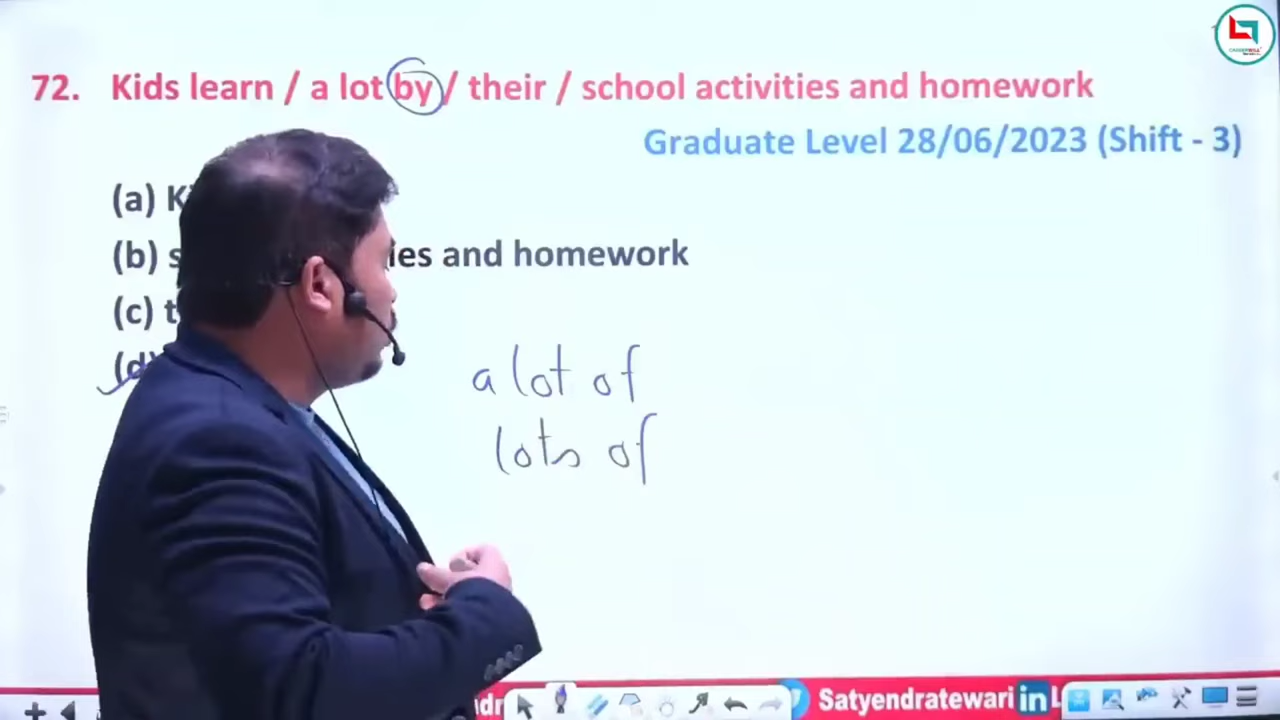 72. Kids learn / a lot by / their / school activities and homework
Graduate Level 28/06/2023 (Shift - 3)
(a) K
(b) s ies and homework
(c) t
(d)
a lot of
lots of
Satyendratewari in L